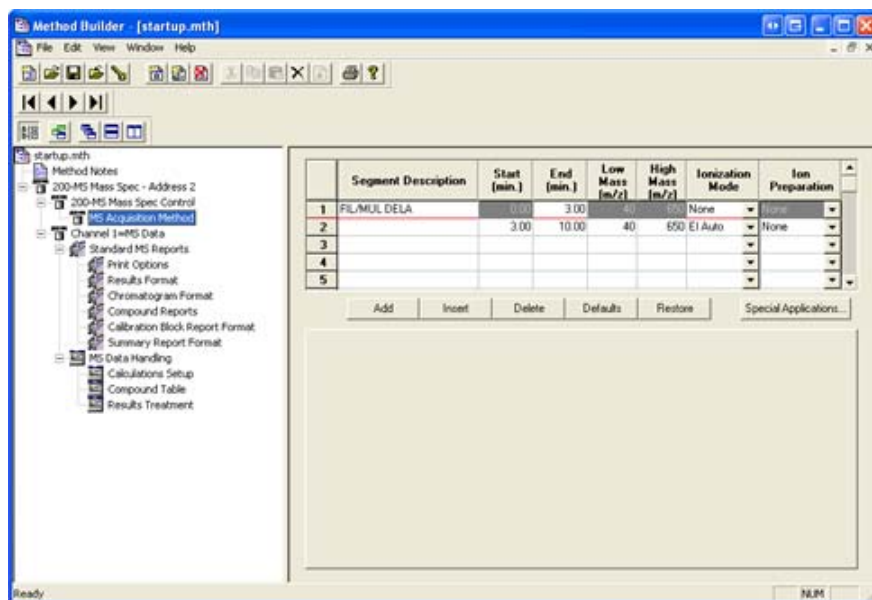 Method Builder - [startup.mth]
File Edit View Window Help
startup.mth
Method Notes
200-MS Mass Spec - Address 2
200-MS Mass Spec Control
MS Acquisition Method
Channel 1=MS Data
Standard MS Reports
Print Options
Results Format
Chromatogram Format
Compound Reports
Calibration Block Report Format
Summary Report Format
MS Data Handling
Calculations Setup
Compound Table
Results Treatment
Segment Description Start (min.) End (min.) Low Mass (m/z) High Mass (m/z) Ionization Mode Ion Preparation
1 FIL/MUL DELA 0.00 3.00 40 650 None None
2 3.00 10.00 40 650 EI Auto None
3
4
5
Add Insert Delete Defaults Restore Special Applications...
Ready NUM